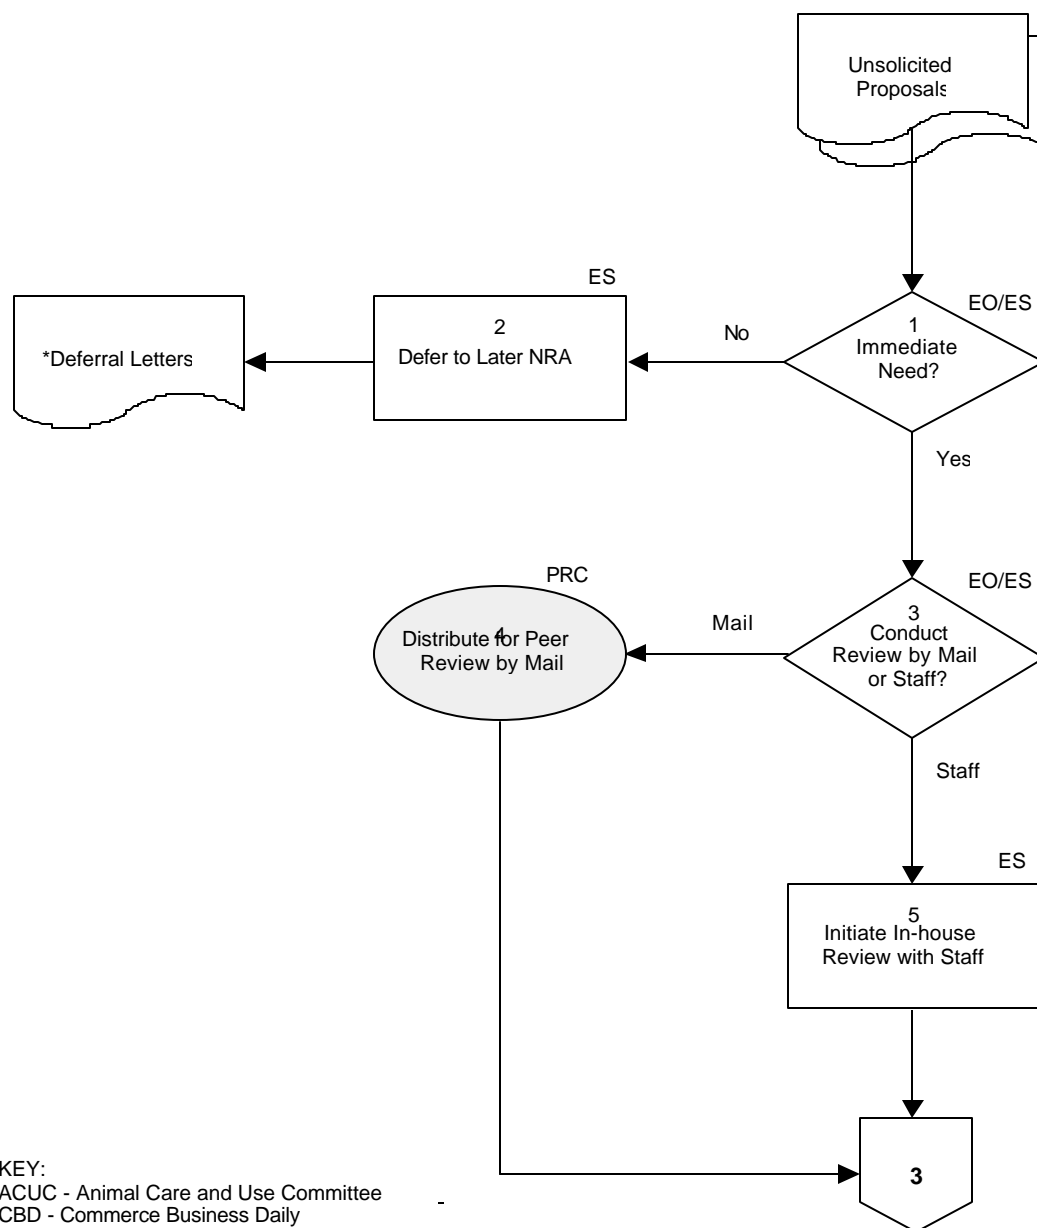 Unsolicited
Proposals
ES
EO/ES
*Deferral Letters
2
Defer to Later NRA
No
1
Immediate
Need?
Yes
PRC
EO/ES
4
Distribute for Peer
Review by Mail
Mail
3
Conduct
Review by Mail
or Staff?
Staff
ES
5
Initiate In-house
Review with Staff
3
KEY:
ACUC - Animal Care and Use Committee
CBD - Commerce Business Daily